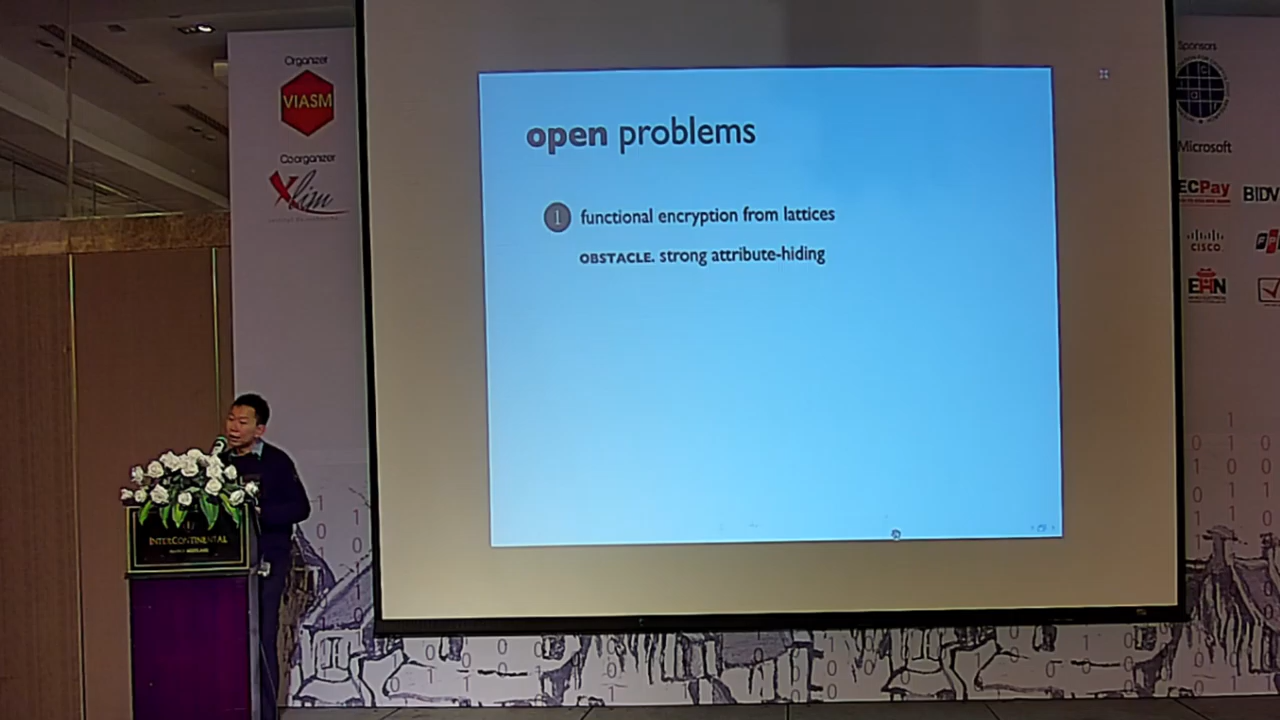 Organizer
VIASM
Coorganizer
Xlim
open problems
1 functional encryption from lattices
OBSTACLE. strong attribute-hiding
Sponsors
Microsoft
ECPay
BIDV
CISCO
INTERCONTINENTAL